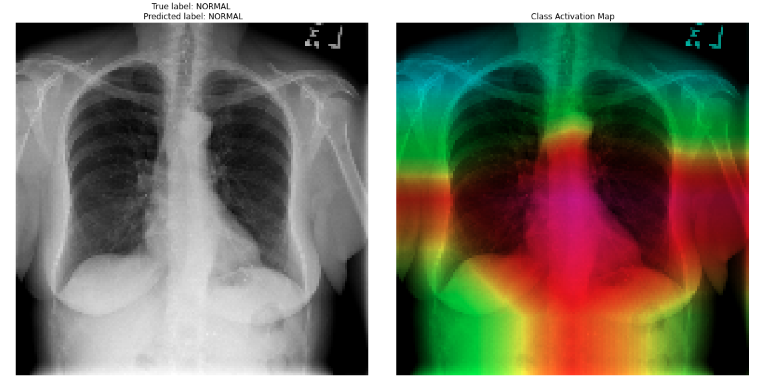 True label: NORMAL
Predicted label: NORMAL
Class Activation Map